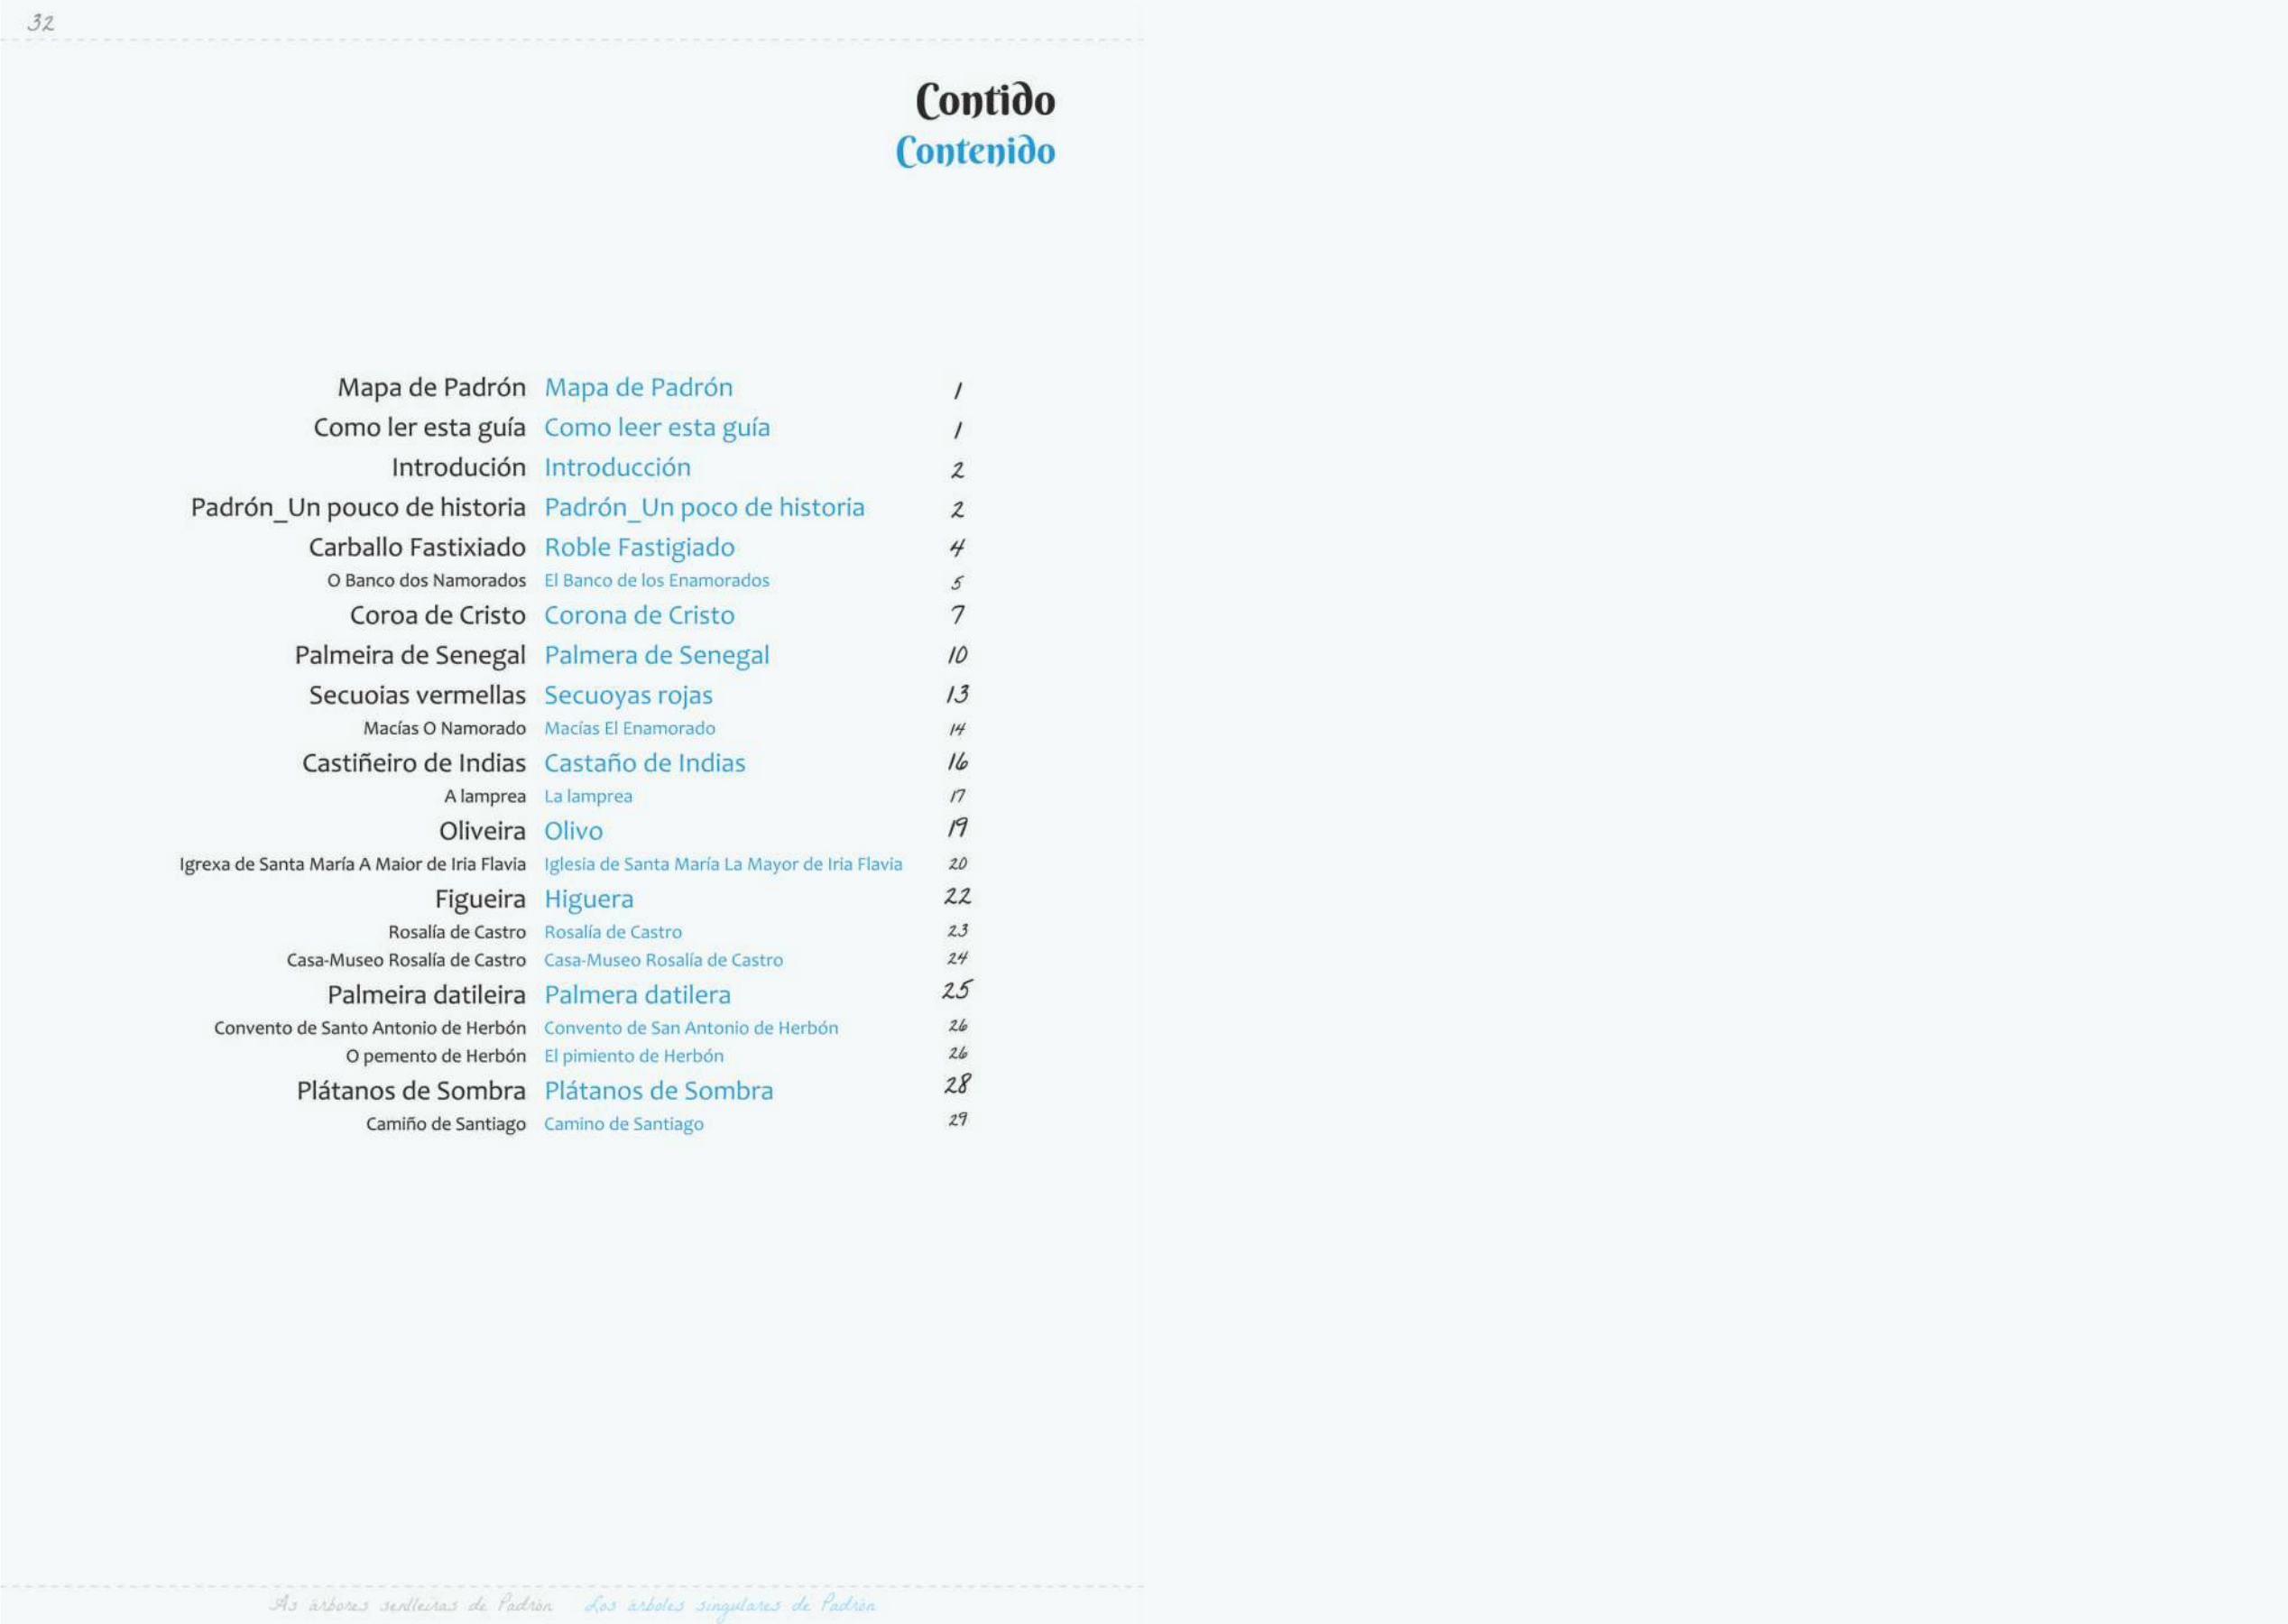 32
Contido
Contenido
Mapa de Padrón Mapa de Padrón 1
Como ler esta guía Como leer esta guía 1
Introdución Introducción 2
Padrón_Un pouco de historia Padrón_Un poco de historia 2
Carballo Fastixiado Roble Fastigiado 4
O Banco dos Namorados El Banco de los Enamorados 5
Coroa de Cristo Corona de Cristo 7
Palmeira de Senegal Palmera de Senegal 10
Secuoias vermellas Secuoyas rojas 13
Macías O Namorado Macías El Enamorado 14
Castiñeiro de Indias Castaño de Indias 16
A lamprea La lamprea 17
Oliveira Olivo 19
Igrexa de Santa María A Maior de Iria Flavia Iglesia de Santa María La Mayor de Iria Flavia 20
Figueira Higuera 22
Rosalía de Castro Rosalía de Castro 23
Casa-Museo Rosalía de Castro Casa-Museo Rosalía de Castro 24
Palmeira datileira Palmera datilera 25
Convento de Santo Antonio de Herbón Convento de San Antonio de Herbón 26
O pemento de Herbón El pimiento de Herbón 26
Plátanos de Sombra Plátanos de Sombra 28
Camiño de Santiago Camino de Santiago 29
As árbores senlleiras de Padrón Los árboles singulares de Padrón